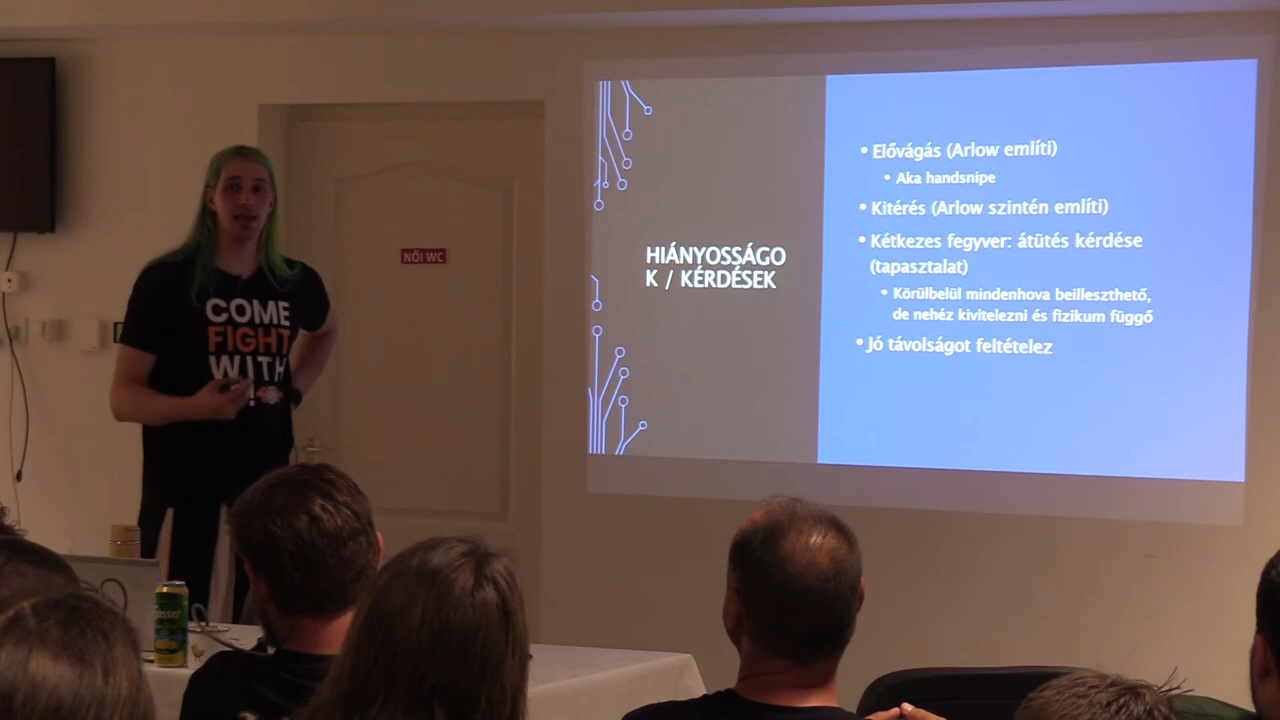 NŐI WC
COME
FIGHT
WITH
HIÁNYOSSÁGO
K / KÉRDÉSEK
• Elővágás (Arlow említi)
• Aka handsnipe
• Kitérés (Arlow szintén említi)
• Kétkezes fegyver: átütés kérdése
(tapasztalat)
• Körülbelül mindenhova beilleszthető,
de nehéz kivitelezni és fizikum függő
• Jó távolságot feltételez